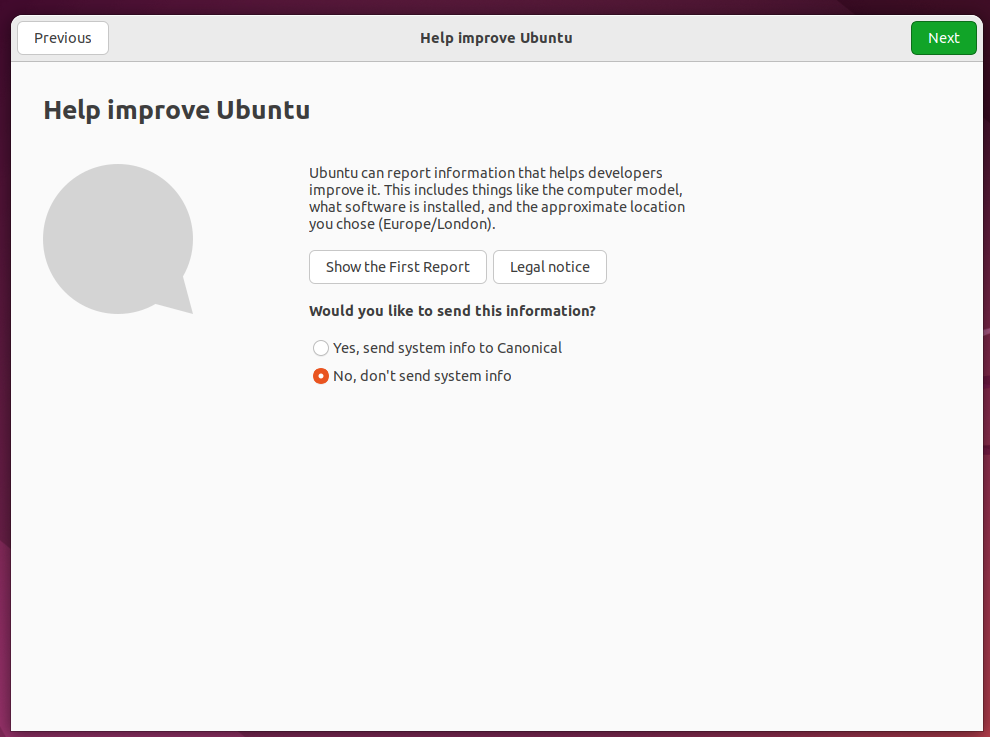 Previous
Help improve Ubuntu
Next
Help improve Ubuntu
Ubuntu can report information that helps developers
improve it. This includes things like the computer model,
what software is installed, and the approximate location
you chose (Europe/London).
Show the First Report
Legal notice
Would you like to send this information?
Yes, send system info to Canonical
No, don't send system info